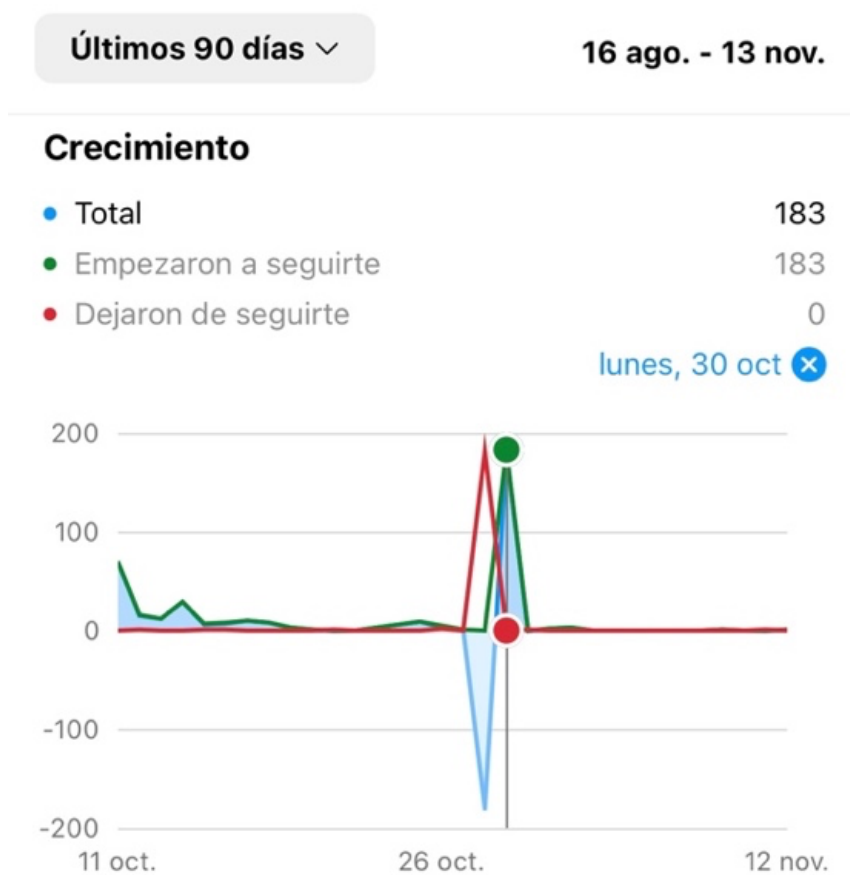 Últimos 90 días
16 ago. - 13 nov.
Crecimiento
Total 183
Empezaron a seguirte 183
Dejaron de seguirte 0
lunes, 30 oct
200
100
0
-100
-200
11 oct. 26 oct. 12 nov.